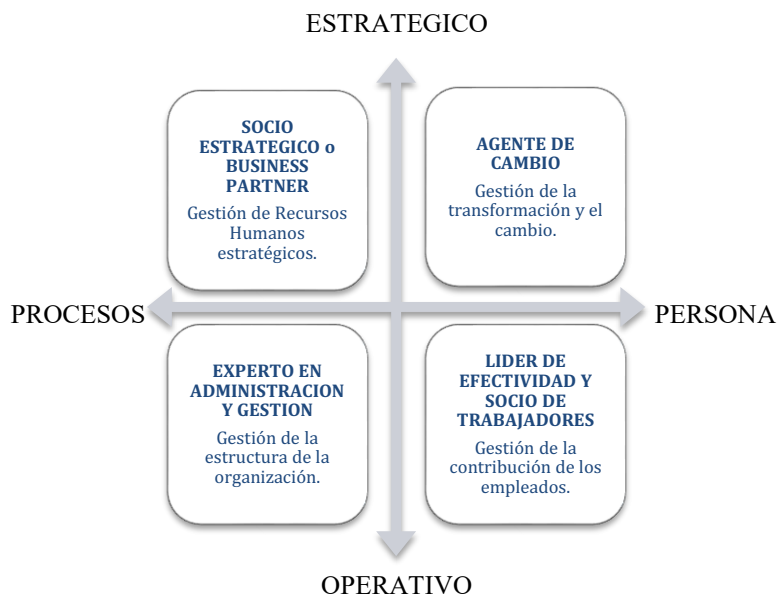 ESTRATEGICO
SOCIO
ESTRATEGICO o
BUSINESS
PARTNER
Gestión de Recursos
Humanos
estratégicos.
AGENTE DE
CAMBIO
Gestión de la
transformación y el
cambio.
PROCESOS
PERSONA
EXPERTO EN
ADMINISTRACION
Y GESTION
Gestión de la
estructura de la
organización.
LIDER DE
EFECTIVIDAD Y
SOCIO DE
TRABAJADORES
Gestión de la
contribución de los
empleados.
OPERATIVO